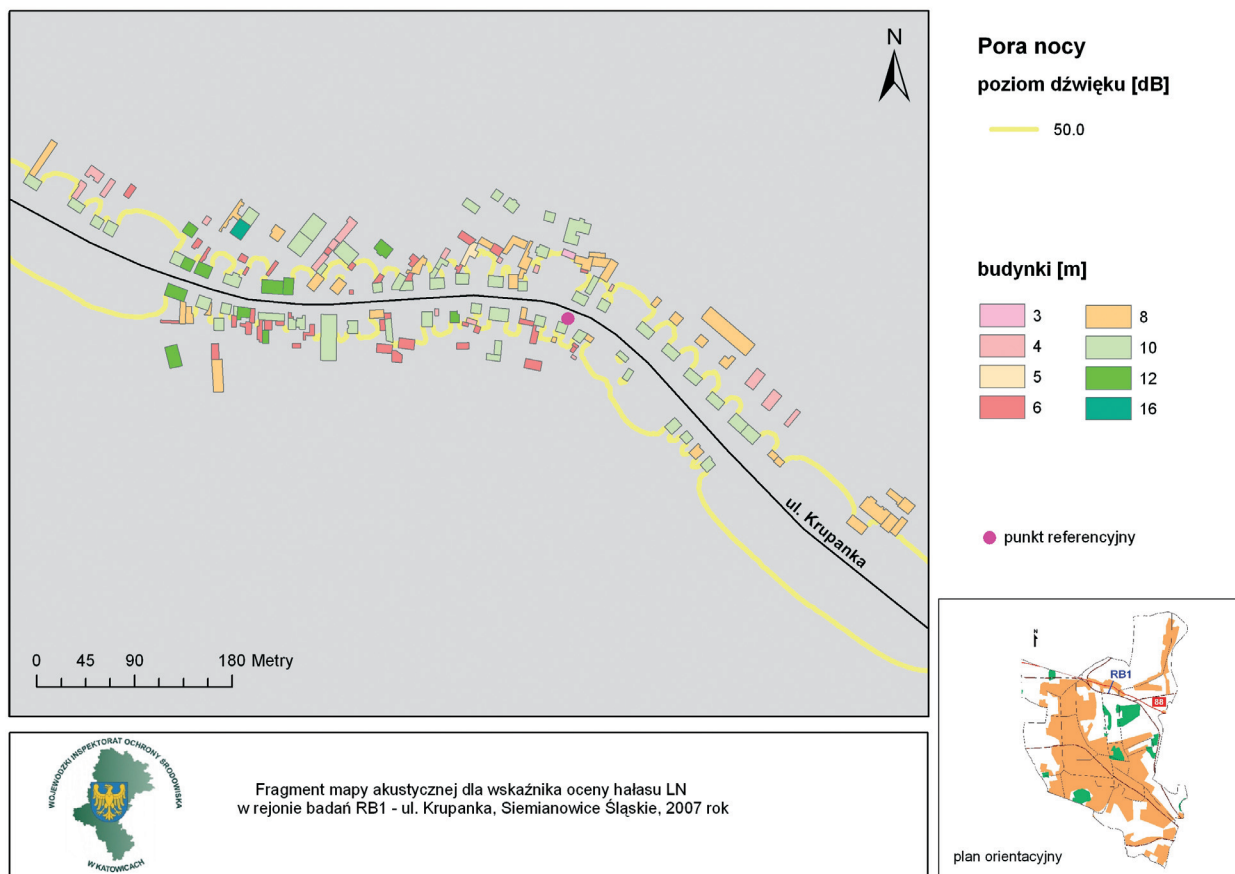 N
ul. Krupanka
0 45 90 180 Metry
Pora nocy
poziom dźwięku [dB]
50.0
budynki [m]
3 8
4 10
5 12
6 16
punkt referencyjny
N
RB1
88
plan orientacyjny
WOJEWÓDZKI INSPEKTORAT OCHRONY ŚRODOWISKA
W KATOWICACH
Fragment mapy akustycznej dla wskaźnika oceny hałasu LN
w rejonie badań RB1 - ul. Krupanka, Siemianowice Śląskie, 2007 rok